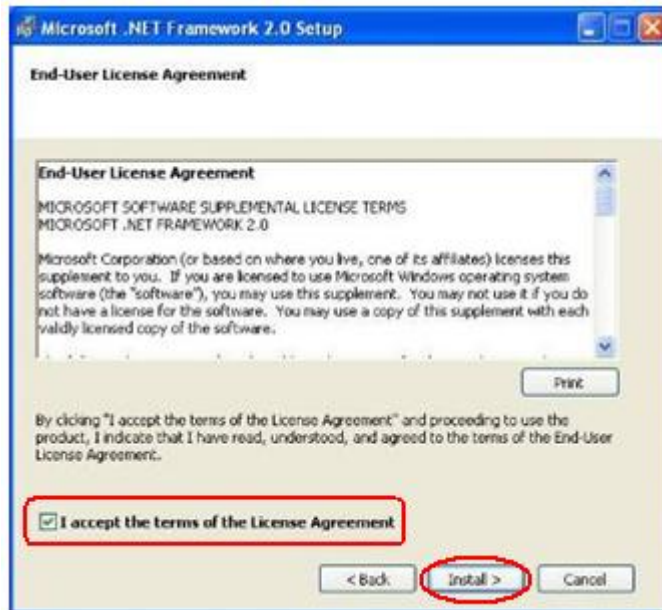 Microsoft .NET Framework 2.0 Setup
End-User License Agreement
End-User License Agreement
MICROSOFT SOFTWARE SUPPLEMENTAL LICENSE TERMS
MICROSOFT .NET FRAMEWORK 2.0
Microsoft Corporation (or based on where you live, one of its affiliates) licenses this
supplement to you. If you are licensed to use Microsoft Windows operating system
software (the "software"), you may use this supplement. You may not use it if you do
not have a license for the software. You may use a copy of this supplement with each
validly licensed copy of the software.
Print
By clicking "I accept the terms of the License Agreement" and proceeding to use the
product, I indicate that I have read, understood, and agreed to the terms of the End-User
License Agreement.
I accept the terms of the License Agreement
< Back Install > Cancel